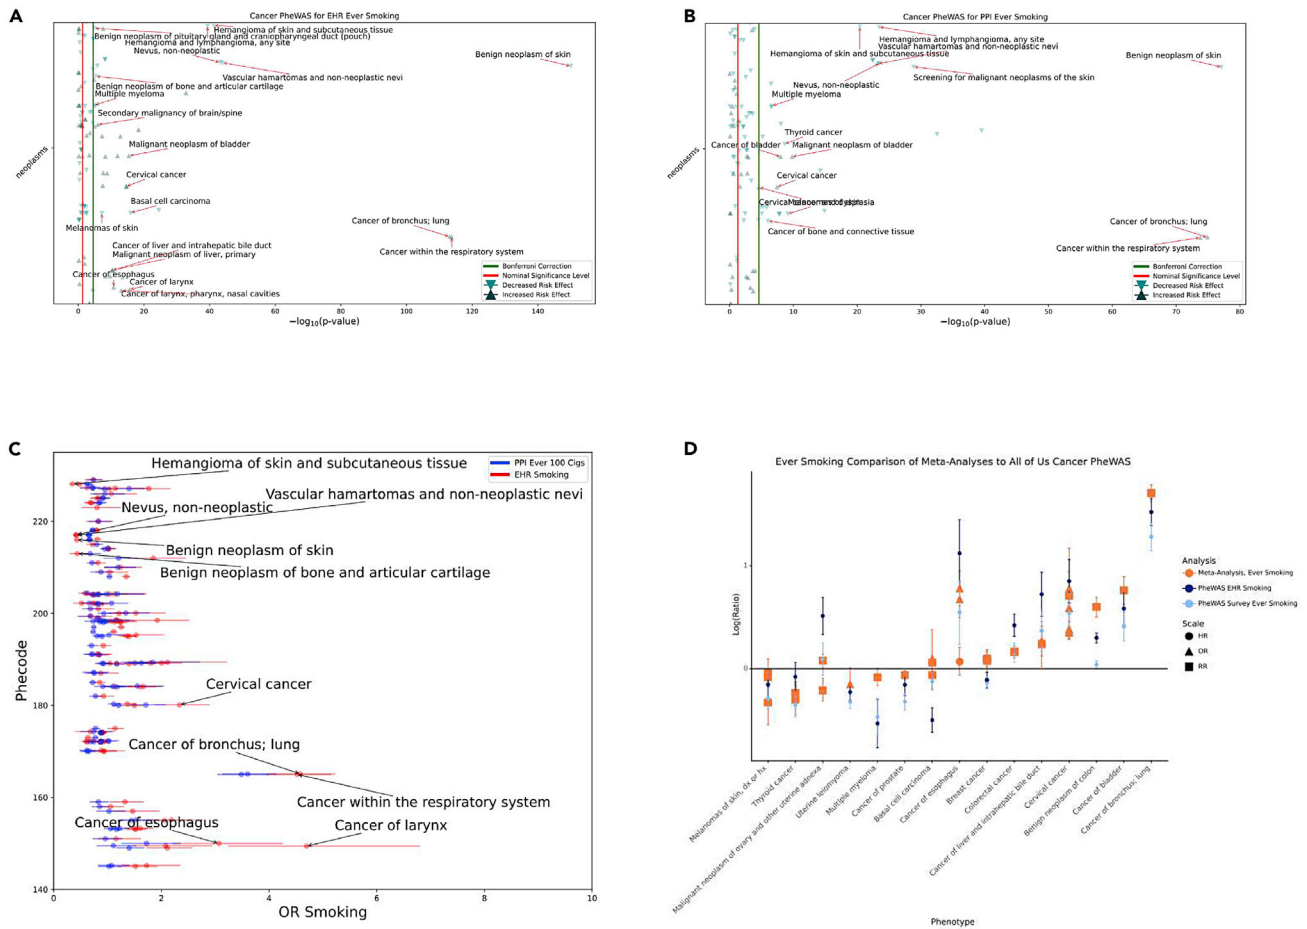 A
Cancer PheWAS for EHR Ever Smoking
Hemangioma of skin and subcutaneous tissue
Benign neoplasm of pituitary gland and craniopharyngeal duct (pouch)
Hemangioma and lymphangioma, any site
Nevus, non-neoplastic
Benign neoplasm of skin
Vascular hamartomas and non-neoplastic nevi
Benign neoplasm of bone and articular cartilage
Multiple myeloma
Secondary malignancy of brain/spine
Malignant neoplasm of bladder
neoplasms
Cervical cancer
Basal cell carcinoma
Melanomas of skin
Cancer of bronchus; lung
Cancer within the respiratory system
Cancer of liver and intrahepatic bile duct
Malignant neoplasm of liver, primary
Cancer of esophagus
Cancer of larynx
Cancer of larynx, pharynx, nasal cavities
Bonferroni Correction
Nominal Significance Level
Decreased Risk Effect
Increased Risk Effect
0 20 40 60 80 100 120 140
−log10(p-value)
B
Cancer PheWAS for PPI Ever Smoking
Hemangioma and lymphangioma, any site
Vascular hamartomas and non-neoplastic nevi
Hemangioma of skin and subcutaneous tissue
Benign neoplasm of skin
Screening for malignant neoplasms of the skin
Nevus, non-neoplastic
Multiple myeloma
Thyroid cancer
Cancer of bladder
Malignant neoplasm of bladder
neoplasms
Cervical cancer
Cancer of bone and connective tissue
Cancer of bronchus; lung
Cancer within the respiratory system
Bonferroni Correction
Nominal Significance Level
Decreased Risk Effect
Increased Risk Effect
0 10 20 30 40 50 60 70 80
−log10(p-value)
C
PPI Ever 100 Cigs
EHR Smoking
Hemangioma of skin and subcutaneous tissue
Vascular hamartomas and non-neoplastic nevi
Nevus, non-neoplastic
Benign neoplasm of skin
Benign neoplasm of bone and articular cartilage
Cervical cancer
Cancer of bronchus; lung
Cancer within the respiratory system
Cancer of esophagus
Cancer of larynx
Phecode
220
200
180
160
140
0 2 4 6 8 10
OR Smoking
D
Ever Smoking Comparison of Meta-Analyses to All of Us Cancer PheWAS
Log(Ratio)
1
0
Analysis
Meta-Analysis, Ever Smoking
PheWAS EHR Smoking
PheWAS Survey Ever Smoking
Scale
HR
OR
RR
Melanomas of skin, dx or hx
Thyroid cancer
Malignant neoplasm of ovary and other uterine adnexa
Uterine leiomyoma
Multiple myeloma
Cancer of prostate
Basal cell carcinoma
Cancer of esophagus
Breast cancer
Colorectal cancer
Cancer of liver and intrahepatic bile duct
Cervical cancer
Benign neoplasm of colon
Cancer of bladder
Cancer of bronchus; lung
Phenotype